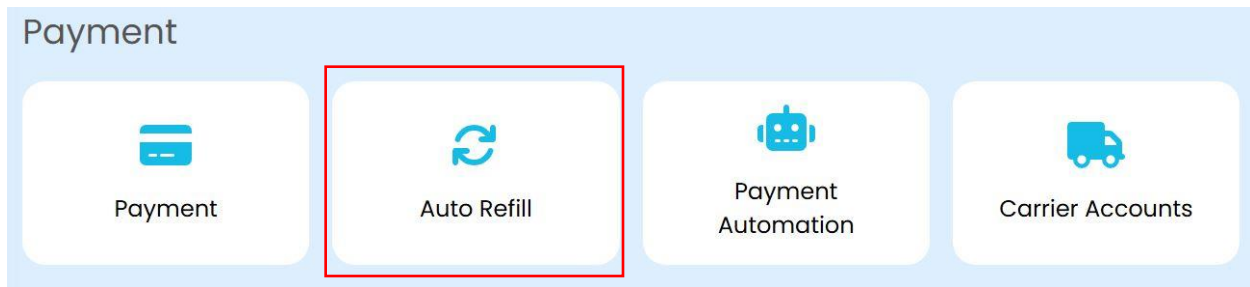 Payment
Payment
Auto Refill
Payment
Automation
Carrier Accounts